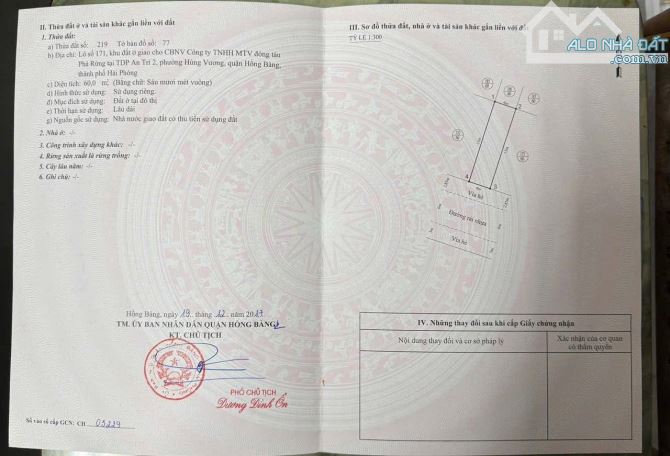 ALO NHÀ ĐẤT
II. Thửa đất ở và tài sản khác gắn liền với đất
1. Thửa đất:
a) Thửa đất số: 219 Tờ bản đồ số: 77
b) Địa chỉ: Lô số 171, khu đất ở giao cho CBNV Công ty TNHH MTV đóng tàu
Phà Rừng tại TDP An Trì 2, phường Hùng Vương, quận Hồng Bàng,
thành phố Hải Phòng
c) Diện tích: 60,0 m² (Bằng chữ: Sáu mươi mét vuông)
d) Hình thức sử dụng: Sử dụng riêng.
đ) Mục đích sử dụng: Đất ở tại đô thị
e) Thời hạn sử dụng: Lâu dài
g) Nguồn gốc sử dụng: Nhà nước giao đất có thu tiền sử dụng đất
2. Nhà ở: -/-
3. Công trình xây dựng khác: -/-
4. Rừng sản xuất là rừng trồng: -/-
5. Cây lâu năm: -/-
6. Ghi chú: -/-
Hồng Bàng, ngày 19 tháng 12 năm 2017
TM. ỦY BAN NHÂN DÂN QUẬN HỒNG BÀNG
KT. CHỦ TỊCH
PHÓ CHỦ TỊCH
Dương Đình Ổn
Số vào sổ cấp GCN: CH 03229
III. Sơ đồ thửa đất, nhà ở và tài sản khác gắn liền với đất
TỶ LỆ 1:300
1
2
4
3
Vỉa hè
Đường rải nhựa
Vỉa hè
IV. Những thay đổi sau khi cấp Giấy chứng nhận
Nội dung thay đổi và cơ sở pháp lý
Xác nhận của cơ quan
có thẩm quyền